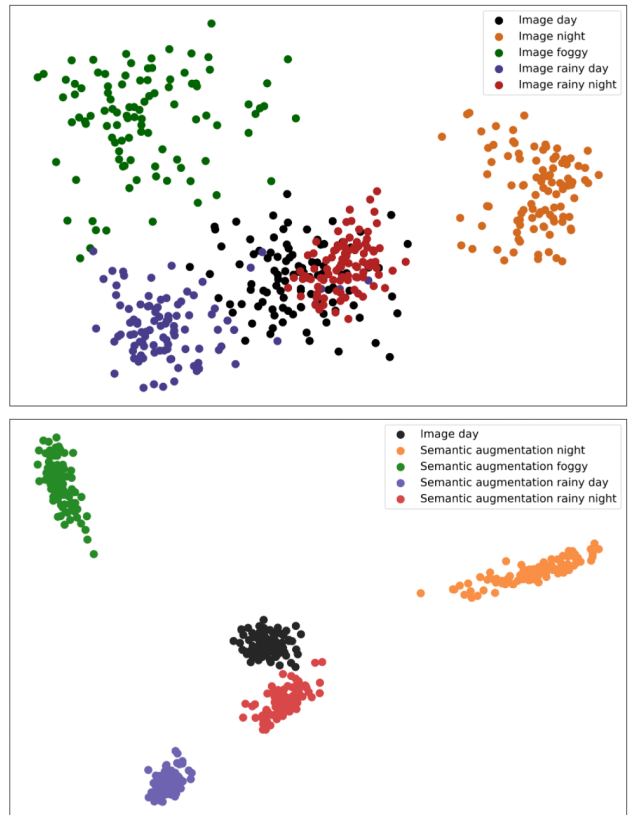 Image day
Image night
Image foggy
Image rainy day
Image rainy night
Image day
Semantic augmentation night
Semantic augmentation foggy
Semantic augmentation rainy day
Semantic augmentation rainy night